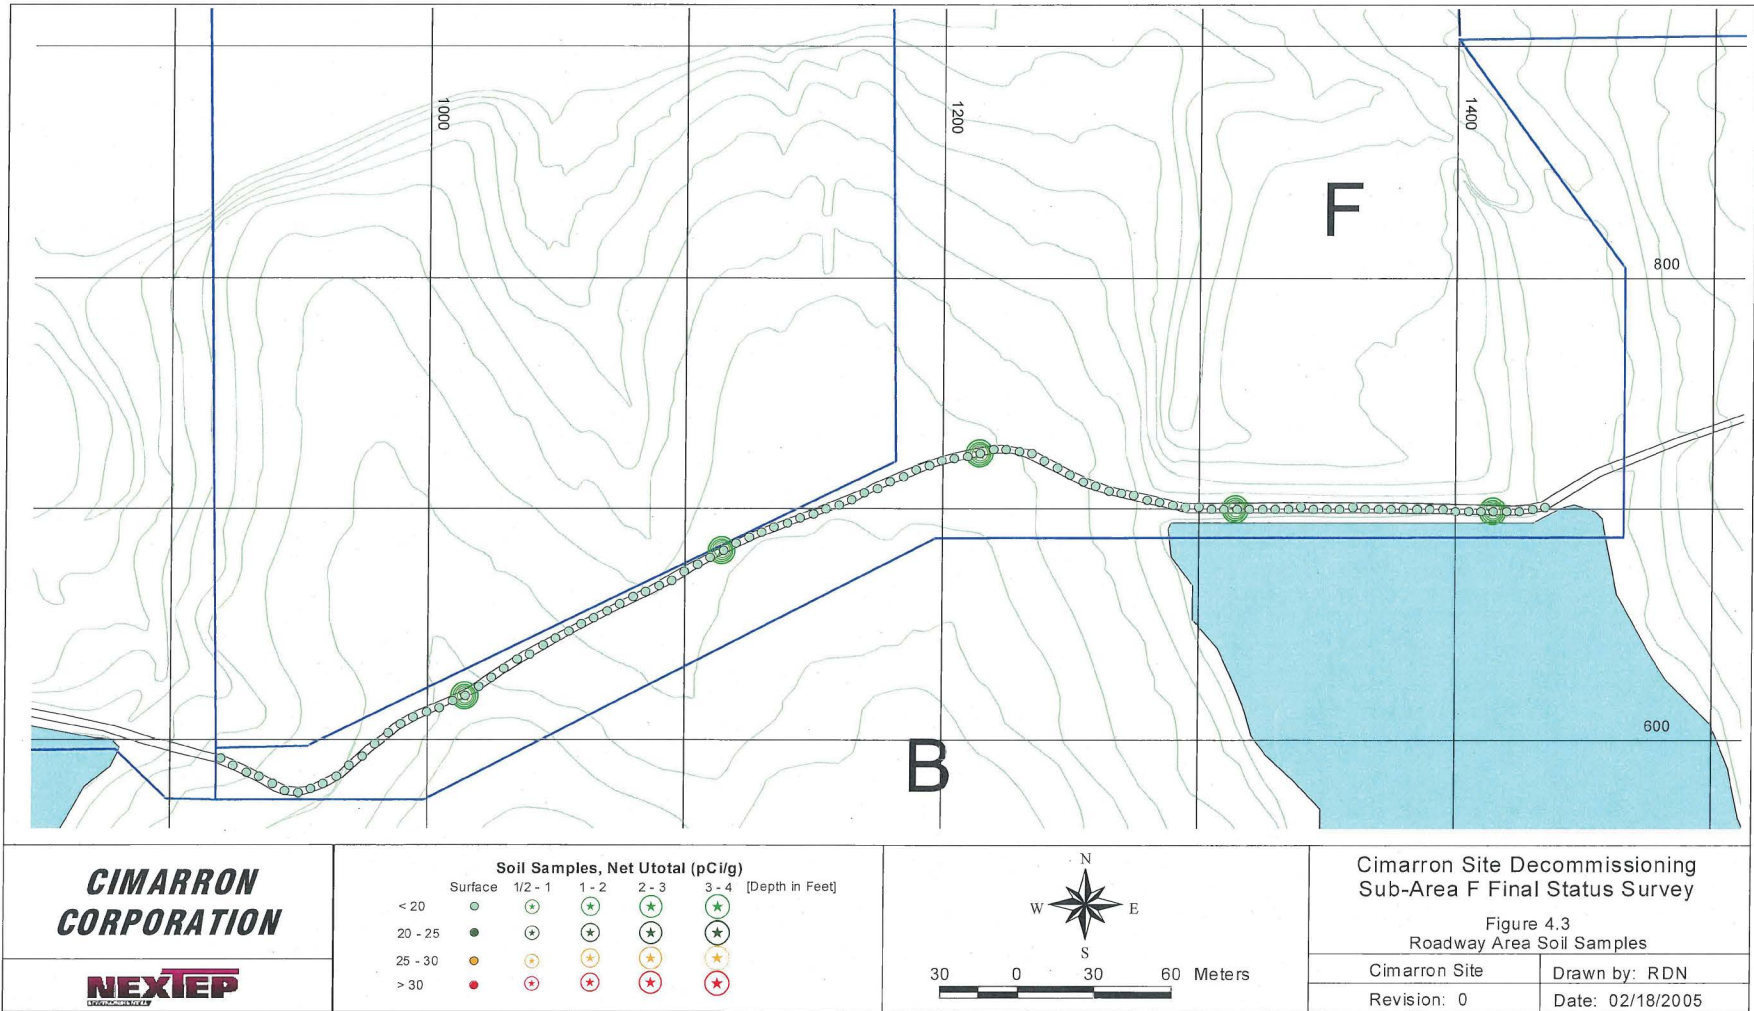 1000
1200
1400
F
800
600
B
CIMARRON
CORPORATION
NEXTEP
Soil Samples, Net Utotal (pCi/g)
Surface 1/2 - 1 1 - 2 2 - 3 3 - 4 [Depth in Feet]
< 20
20 - 25
25 - 30
> 30
N
W E
S
30 0 30 60 Meters
Cimarron Site Decommissioning
Sub-Area F Final Status Survey
Figure 4.3
Roadway Area Soil Samples
Cimarron Site
Drawn by: RDN
Revision: 0
Date: 02/18/2005